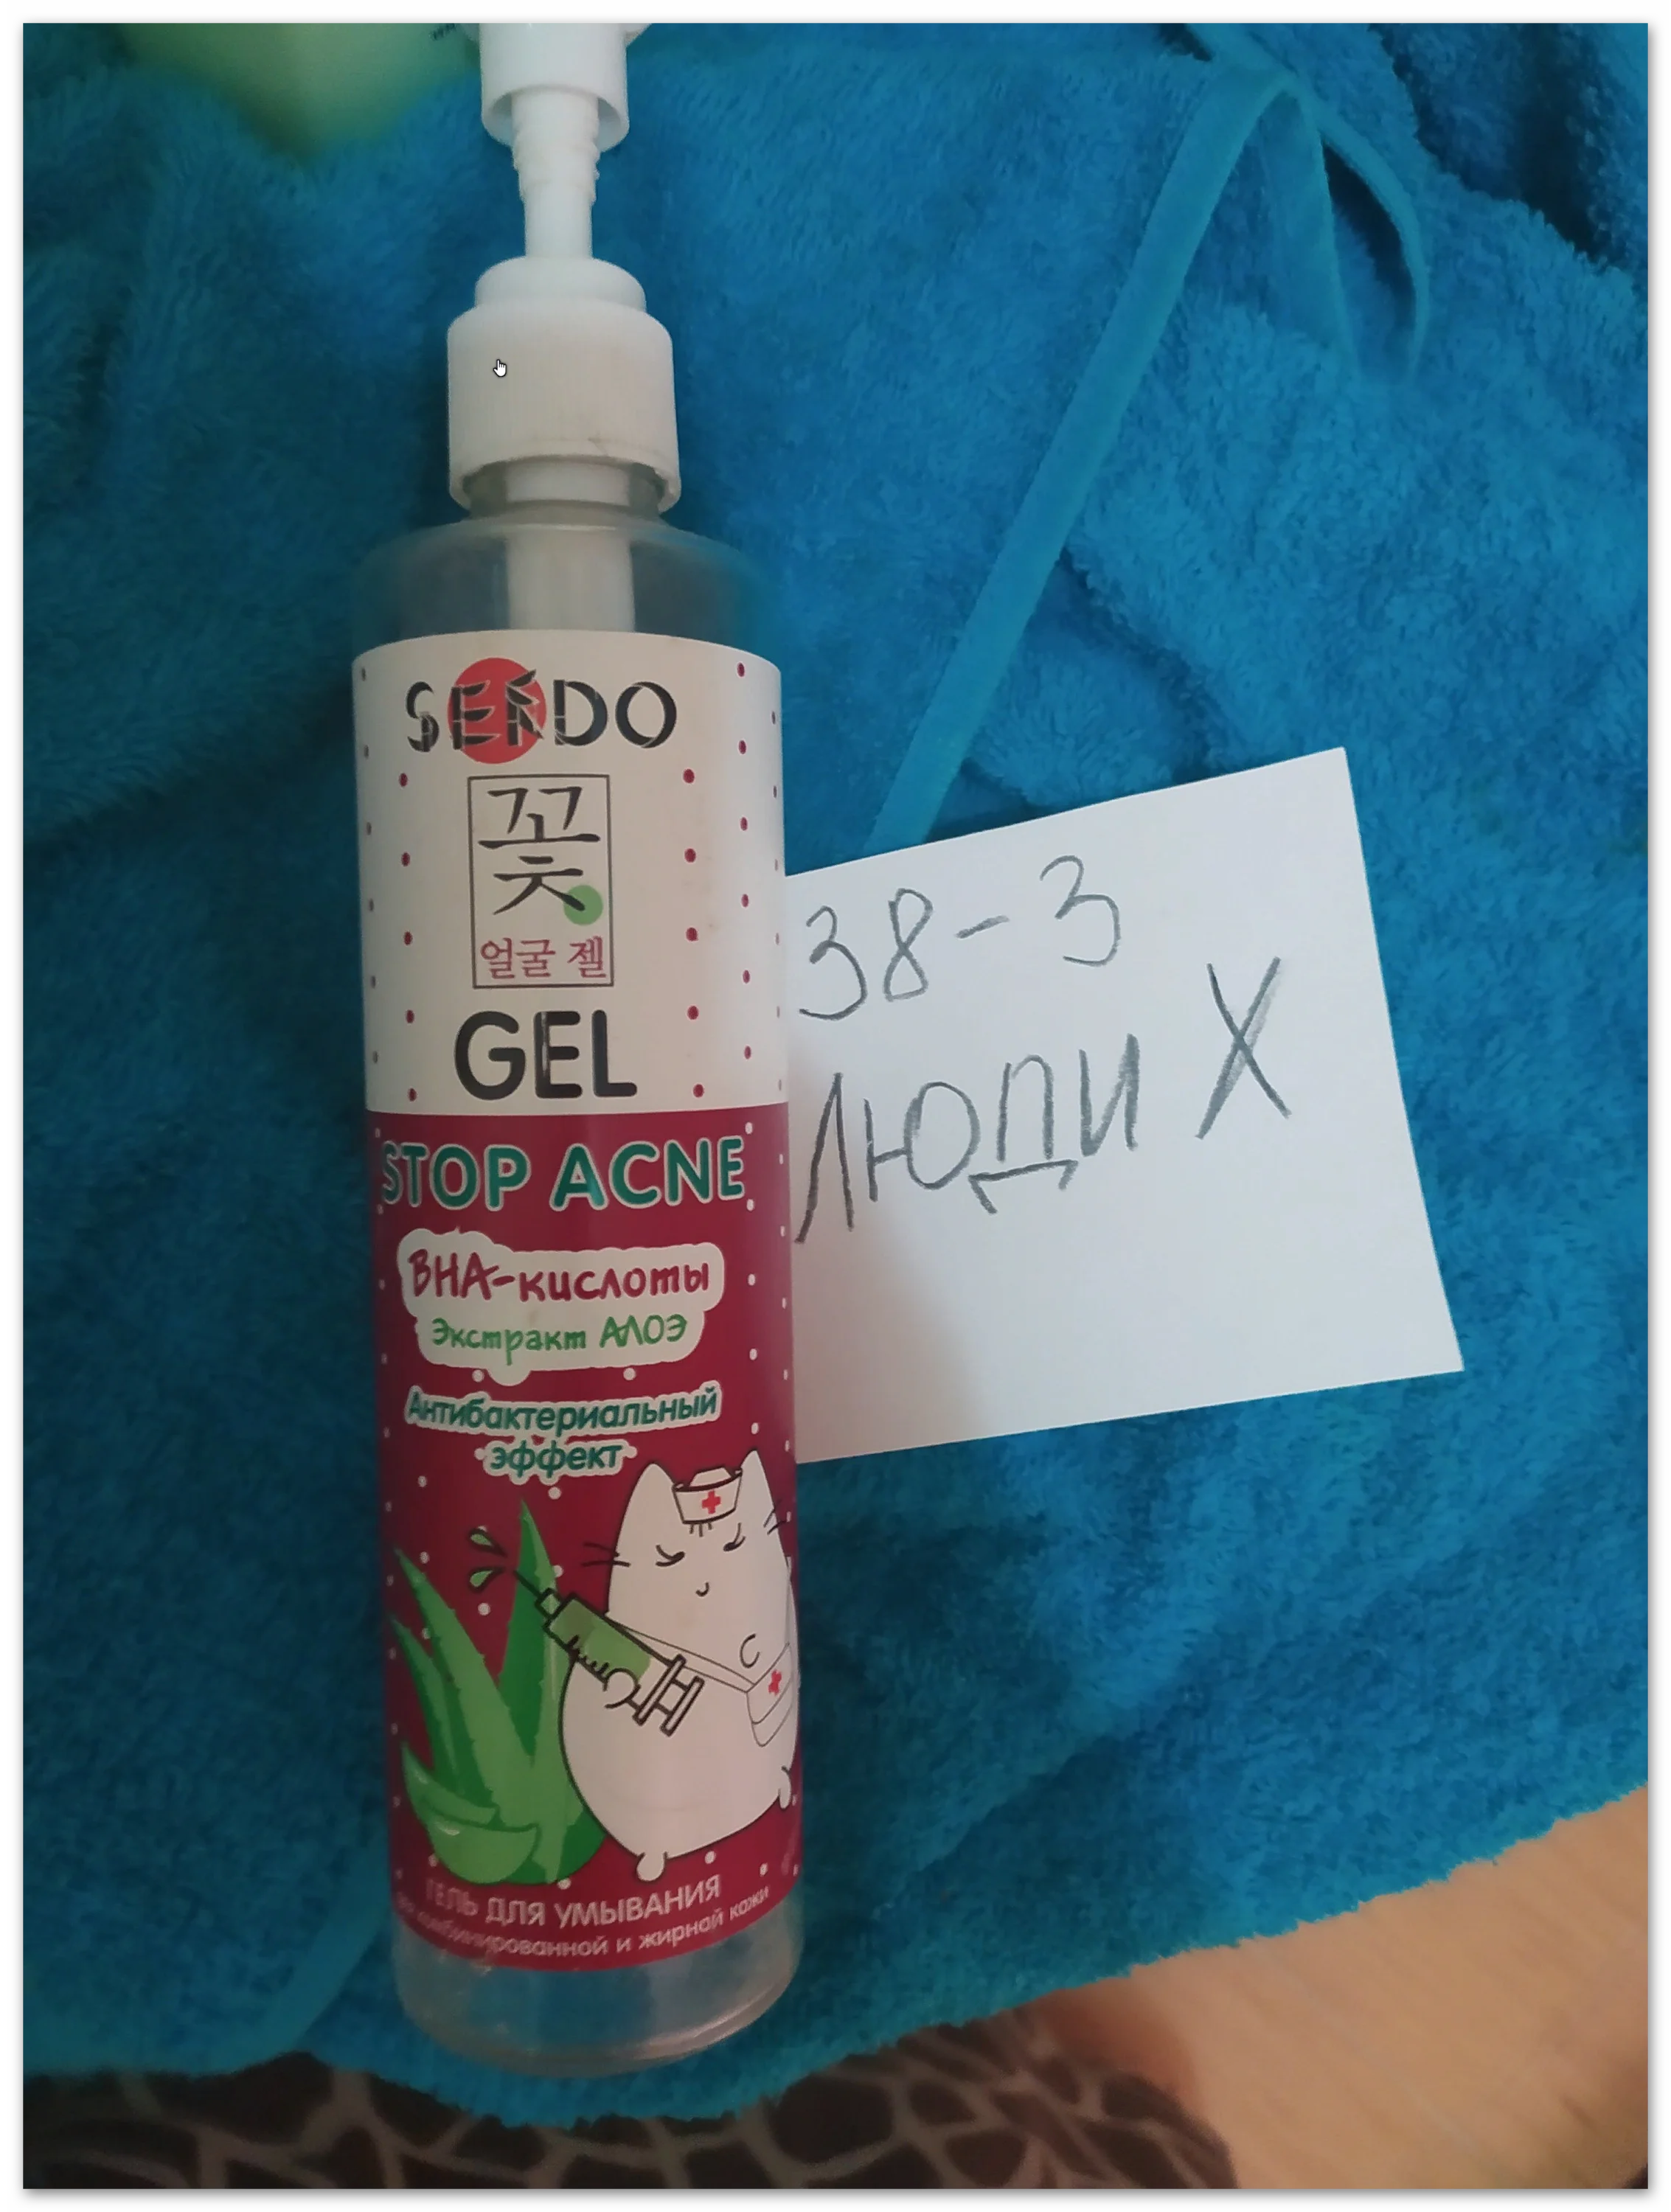 SENDO
꽃
얼굴 젤
GEL
STOP ACNE
BHA-кислоты
Экстракт АЛОЭ
Антибактериальный
эффект
ГЕЛЬ ДЛЯ УМЫВАНИЯ
комбинированной и жирной кожи
38-3
ЛЮДИ X